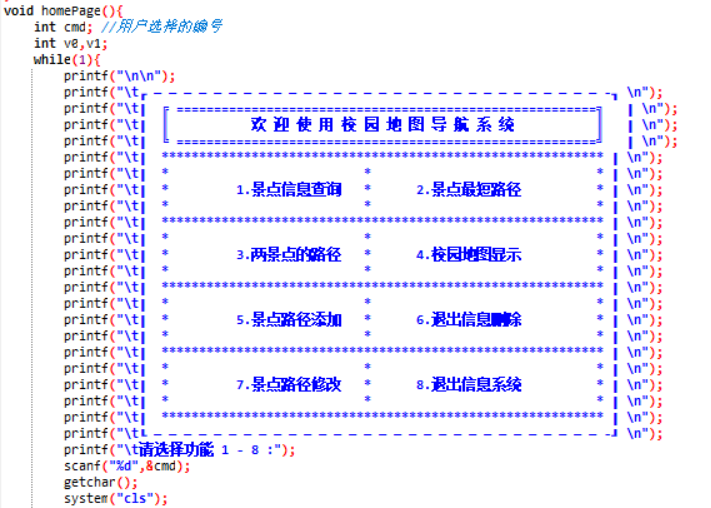 void homePage(){
int cmd; //用户选择的编号
int v0,v1;
while(1){
printf("\n\n");
printf("\t┏ - - - - - - - - - - - - - - - - - - - - - - - - - - - - - - - - - - ┓ \n");
printf("\t┃ ╔ ========================================================╗ ┃ \n");
printf("\t┃ ║ 欢 迎 使 用 校 园 地 图 导 航 系 统 ║ ┃ \n");
printf("\t┃ ╚ ========================================================╝ ┃ \n");
printf("\t┃ *********************************************************** ┃ \n");
printf("\t┃ * * * ┃ \n");
printf("\t┃ * 1.景点信息查询 * 2.景点最短路径 * ┃ \n");
printf("\t┃ * * * ┃ \n");
printf("\t┃ *********************************************************** ┃ \n");
printf("\t┃ * * * ┃ \n");
printf("\t┃ * 3.两景点的路径 * 4.校园地图显示 * ┃ \n");
printf("\t┃ * * * ┃ \n");
printf("\t┃ *********************************************************** ┃ \n");
printf("\t┃ * * * ┃ \n");
printf("\t┃ * 5.景点路径添加 * 6.退出信息删除 * ┃ \n");
printf("\t┃ * * * ┃ \n");
printf("\t┃ *********************************************************** ┃ \n");
printf("\t┃ * * * ┃ \n");
printf("\t┃ * 7.景点路径修改 * 8.退出信息系统 * ┃ \n");
printf("\t┃ * * * ┃ \n");
printf("\t┃ *********************************************************** ┃ \n");
printf("\t┗ - - - - - - - - - - - - - - - - - - - - - - - - - - - - - - - - - - ┛ \n");
printf("\t请选择功能 1 - 8 :");
scanf("%d",&cmd);
getchar();
system("cls");